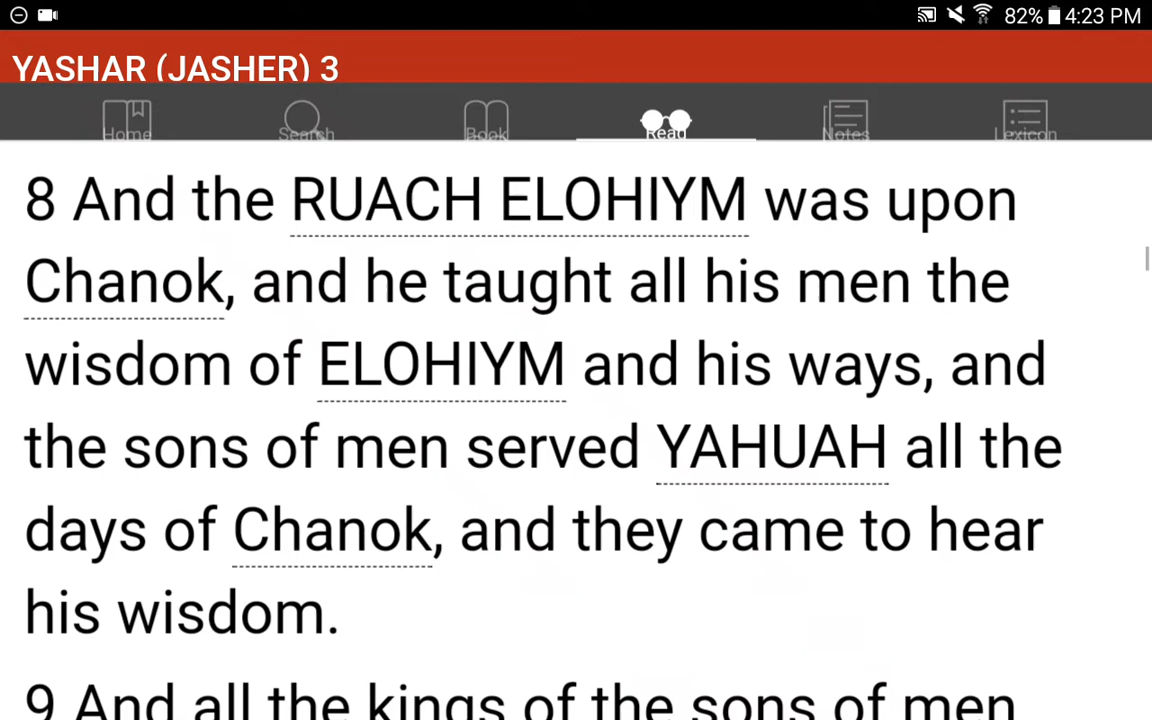 82% 4:23 PM
YASHAR (JASHER) 3
Home Search Book Read Notes Lexicon
8 And the RUACH ELOHIYM was upon
Chanok, and he taught all his men the
wisdom of ELOHIYM and his ways, and
the sons of men served YAHUAH all the
days of Chanok, and they came to hear
his wisdom.
9 And all the kings of the sons of men